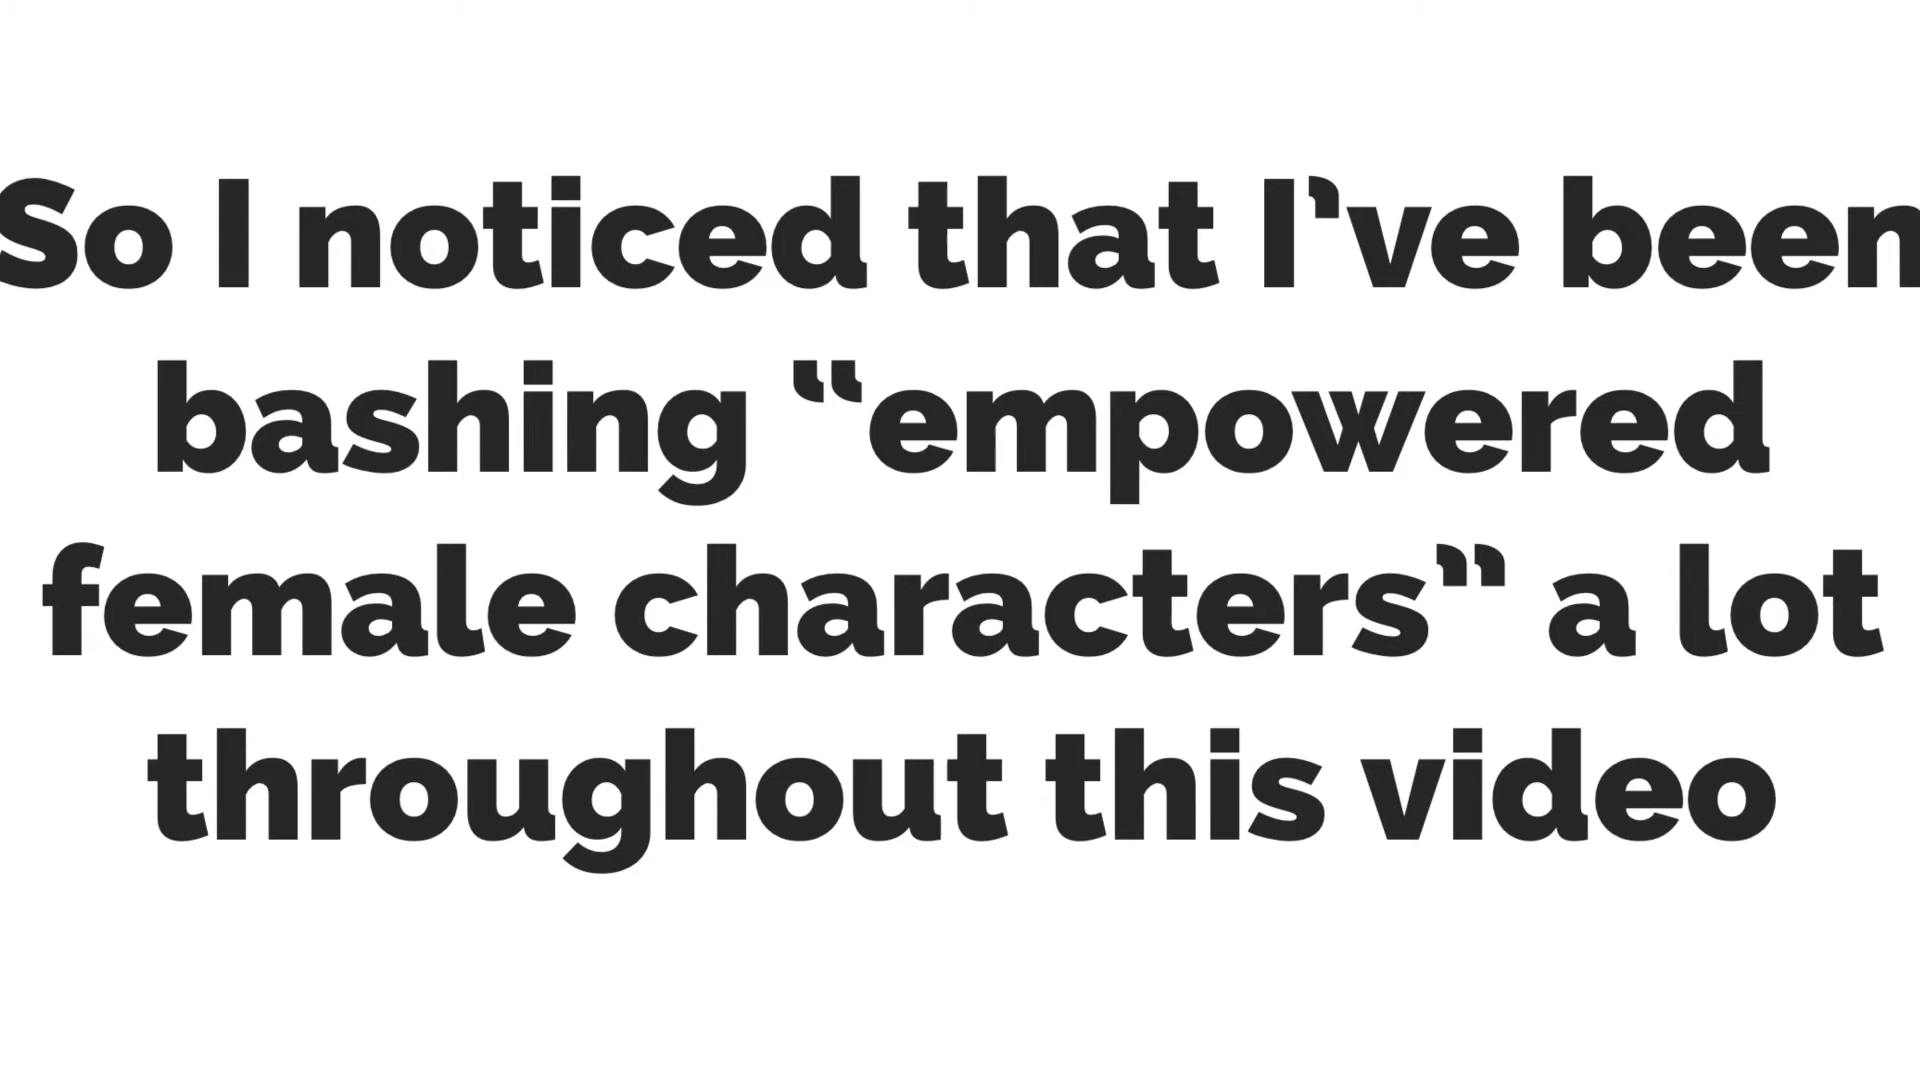 So I noticed that I’ve been
bashing “empowered
female characters” a lot
throughout this video